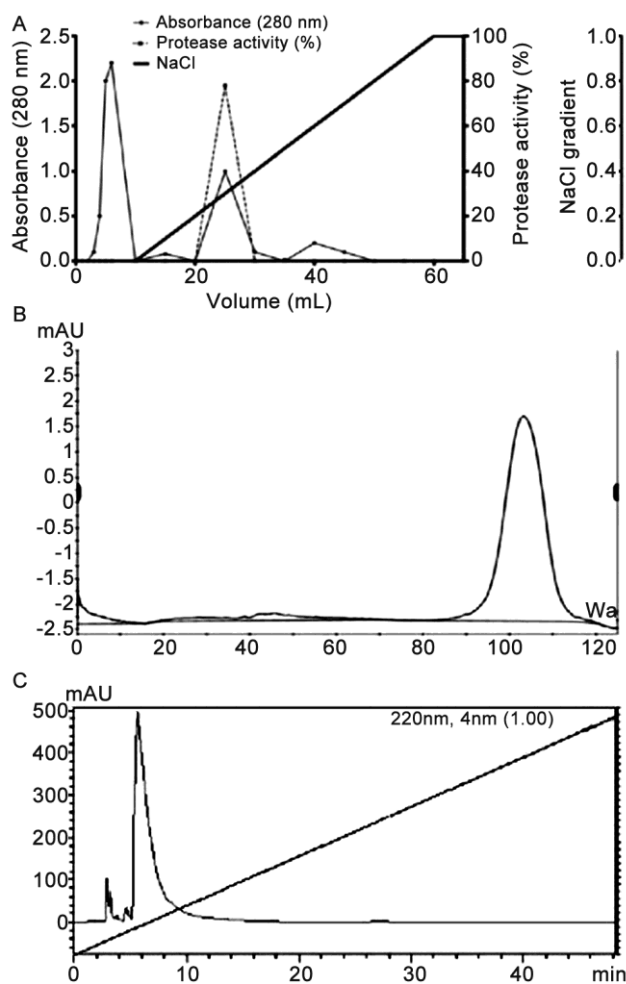 A
Absorbance (280 nm)
Protease activity (%)
NaCl
2.5
2.0
1.5
1.0
0.5
0.0
Absorbance (280 nm)
100
80
60
40
20
0
Protease activity (%)
1.0
0.8
0.6
0.4
0.2
0.0
NaCl gradient
0 20 40 60
Volume (mL)
B
mAU
3
2.5
2
1.5
1
0.5
0
-0.5
-1
-1.5
-2
-2.5
Wa
0 20 40 60 80 100 120
C
mAU
500
400
300
200
100
0
220nm, 4nm (1.00)
0 10 20 30 40 min